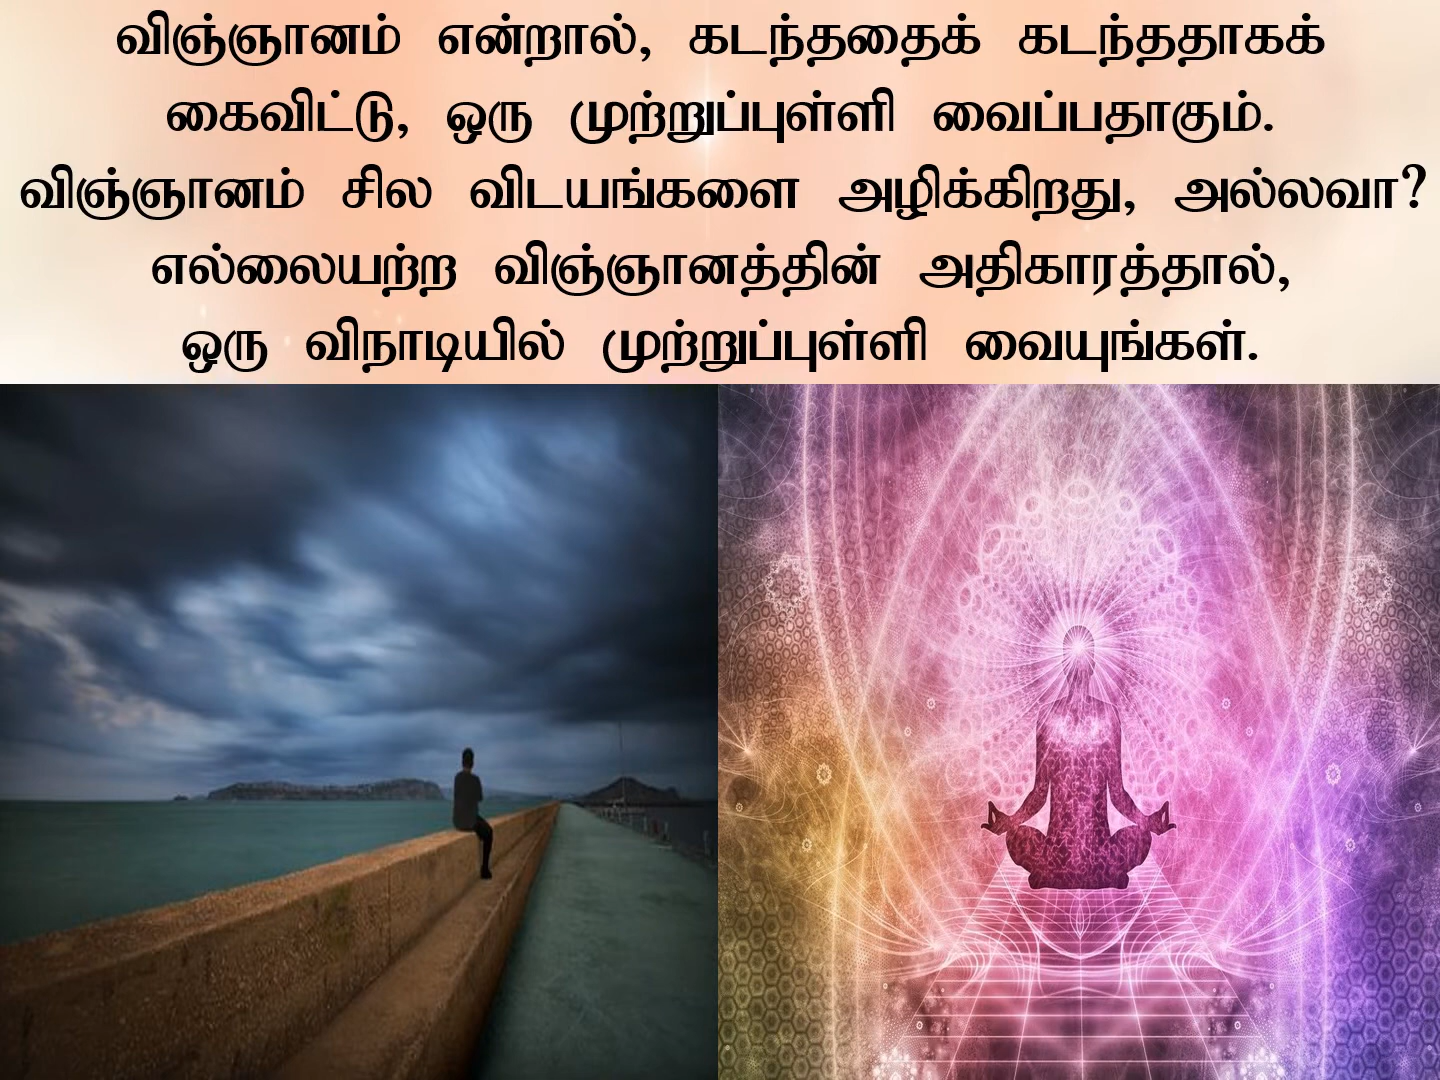 விஞ்ஞானம் என்றால், கடந்ததைக் கடந்ததாகக்
கைவிட்டு, ஒரு முற்றுப்புள்ளி வைப்பதாகும்.
விஞ்ஞானம் சில விடயங்களை அழிக்கிறது, அல்லவா?
எல்லையற்ற விஞ்ஞானத்தின் அதிகாரத்தால்,
ஒரு விநாடியில் முற்றுப்புள்ளி வையுங்கள்.